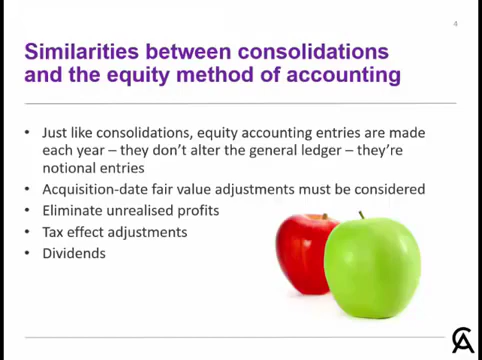 4
Similarities between consolidations
and the equity method of accounting
• Just like consolidations, equity accounting entries are made
each year – they don't alter the general ledger – they're
notional entries
• Acquisition-date fair value adjustments must be considered
• Eliminate unrealised profits
• Tax effect adjustments
• Dividends
CA